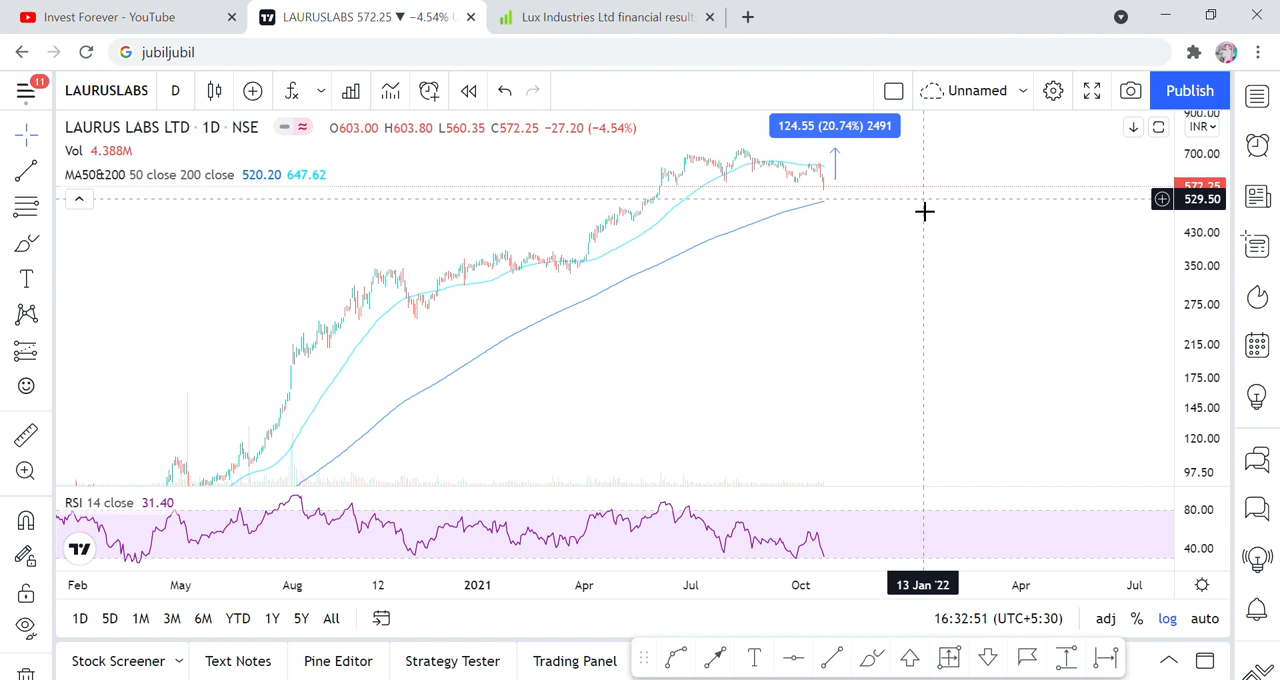 Invest Forever - YouTube
LAURUSLABS 572.25 ▼ −4.54%
Lux Industries Ltd financial result
jubiljubil
11
LAURUSLABS
D
Unnamed
Publish
LAURUS LABS LTD · 1D · NSE
O603.00 H603.80 L560.35 C572.25 −27.20 (−4.54%)
124.55 (20.74%) 2491
INR
Vol 4.388M
MA50&200 50 close 200 close 520.20 647.62
900.00
700.00
572.25
529.50
430.00
350.00
275.00
215.00
175.00
145.00
120.00
97.50
RSI 14 close 31.40
80.00
40.00
Feb May Aug 12 2021 Apr Jul Oct 13 Jan '22 Apr Jul
1D 5D 1M 3M 6M YTD 1Y 5Y All
16:32:51 (UTC+5:30) adj % log auto
Stock Screener Text Notes Pine Editor Strategy Tester Trading Panel